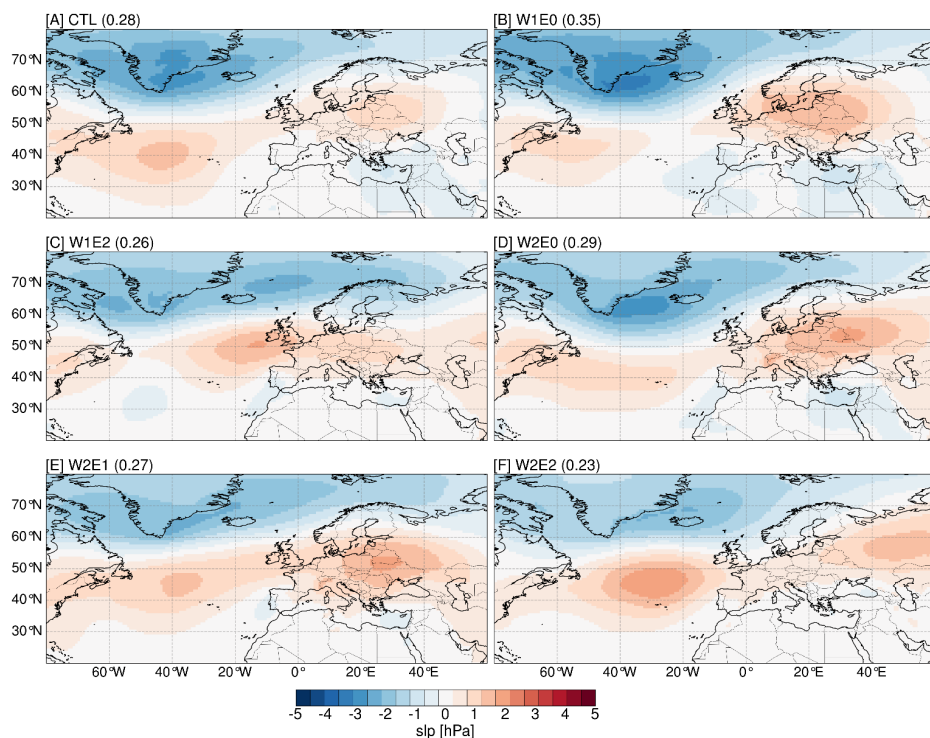 [A] CTL (0.28)
[B] W1E0 (0.35)
70°N
60°N
50°N
40°N
30°N
[C] W1E2 (0.26)
[D] W2E0 (0.29)
70°N
60°N
50°N
40°N
30°N
[E] W2E1 (0.27)
[F] W2E2 (0.23)
70°N
60°N
50°N
40°N
30°N
60°W 40°W 20°W 0°E 20°E 40°E 60°W 40°W 20°W 0°E 20°E 40°E
-5 -4 -3 -2 -1 0 1 2 3 4 5
slp [hPa]